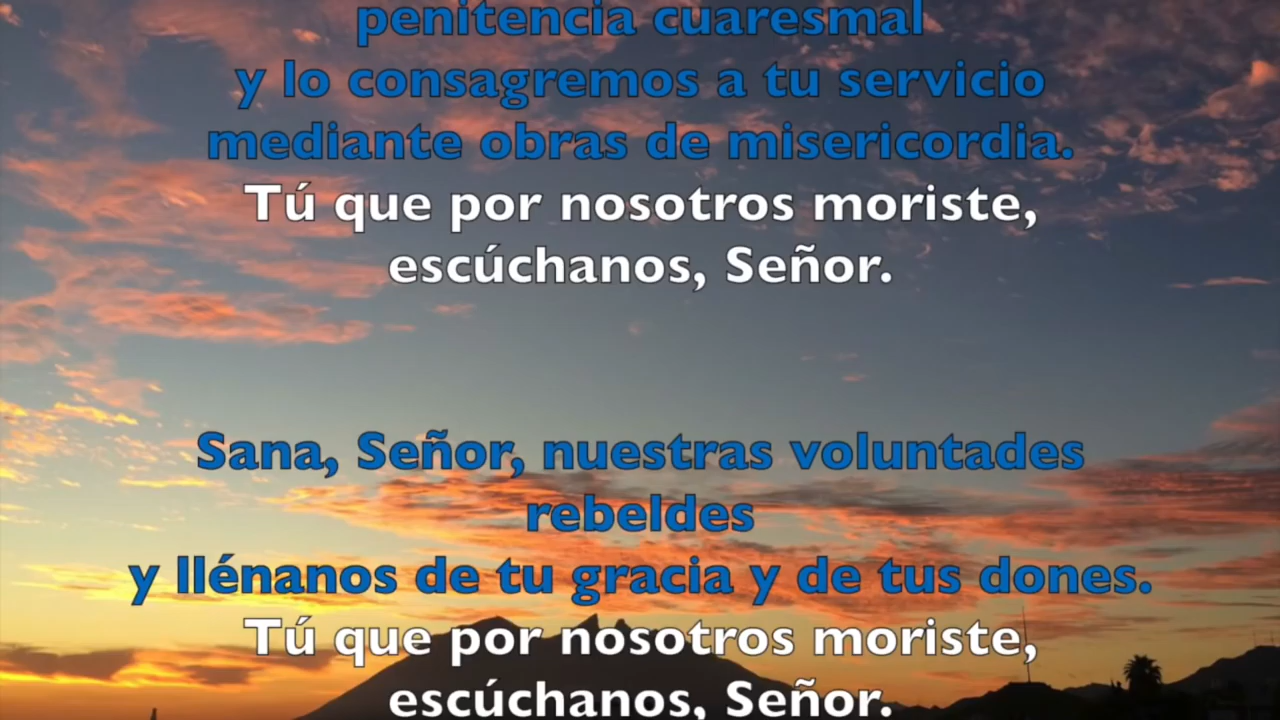 penitencia cuaresmal
y lo consagremos a tu servicio
mediante obras de misericordia.
Tú que por nosotros moriste,
escúchanos, Señor.
Sana, Señor, nuestras voluntades
rebeldes
y llénanos de tu gracia y de tus dones.
Tú que por nosotros moriste,
escúchanos, Señor.